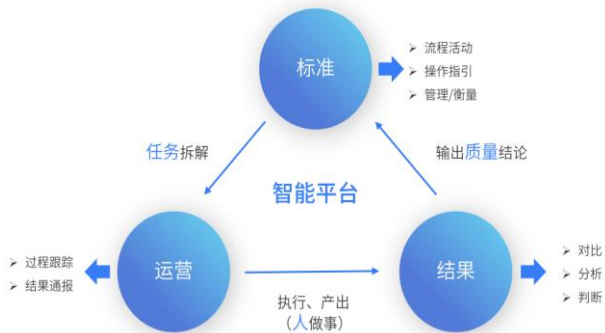 标准
➢ 流程活动
➢ 操作指引
➢ 管理/衡量
任务拆解
输出质量结论
智能平台
➢ 过程跟踪
➢ 结果通报
运营
执行、产出
（人做事）
结果
➢ 对比
➢ 分析
➢ 判断